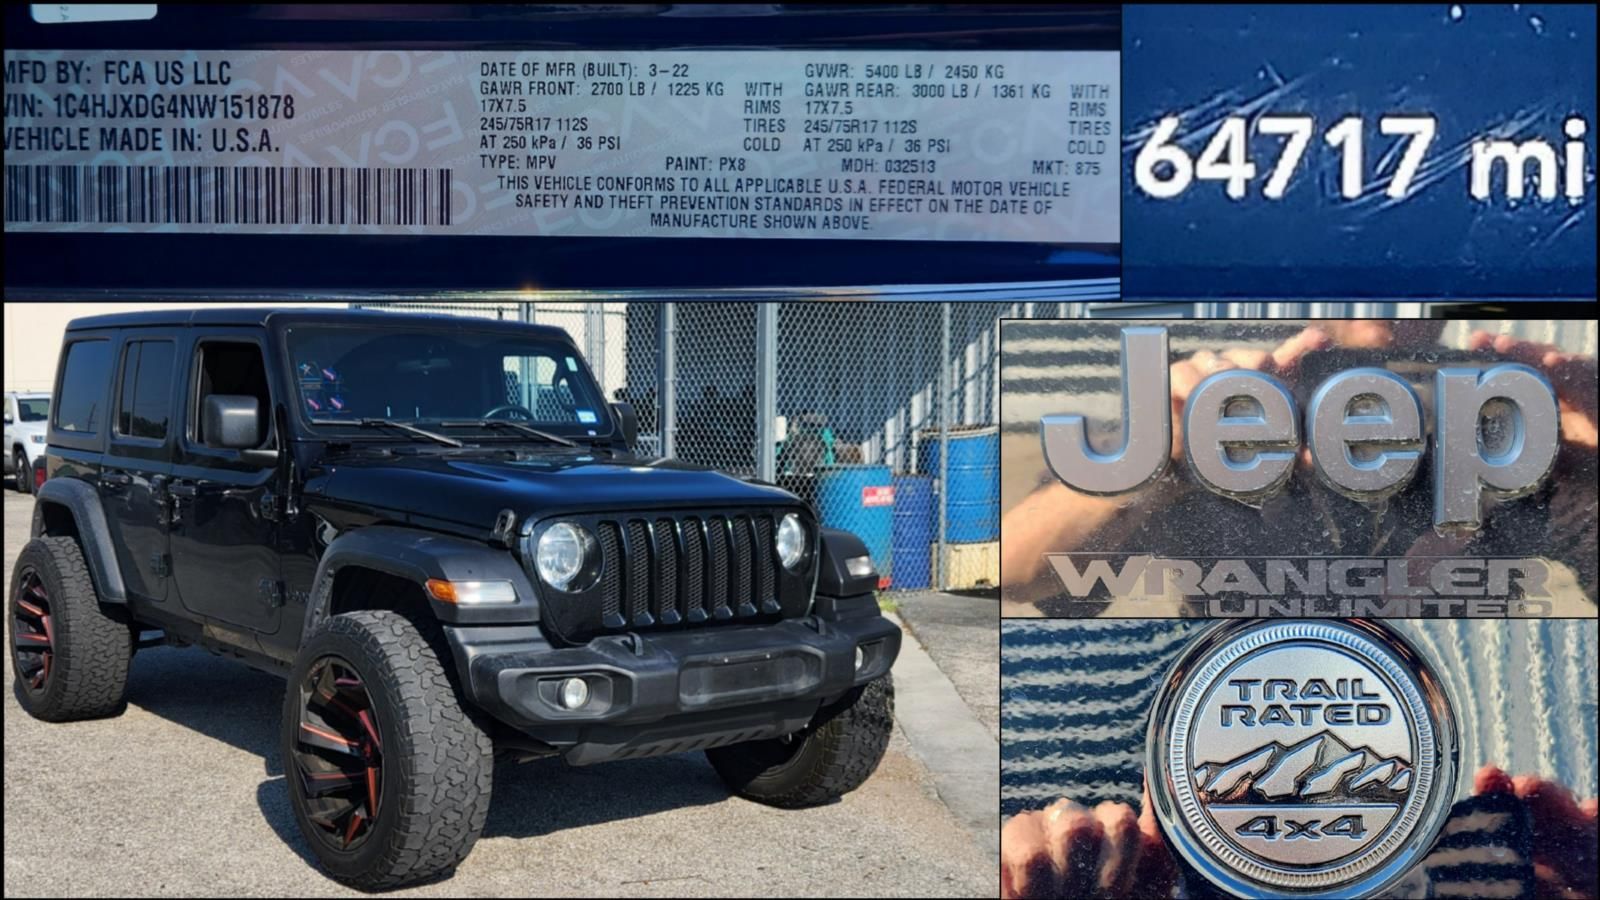 MFD BY: FCA US LLC
VIN: 1C4HJXDG4NW151878
VEHICLE MADE IN: U.S.A.
DATE OF MFR (BUILT): 3-22
GAWR FRONT: 2700 LB / 1225 KG WITH
17X7.5 RIMS
245/75R17 112S TIRES
AT 250 kPa / 36 PSI COLD
GVWR: 5400 LB / 2450 KG
GAWR REAR: 3000 LB / 1361 KG WITH
17X7.5 RIMS
245/75R17 112S TIRES
AT 250 kPa / 36 PSI COLD
TYPE: MPV PAINT: PX8 MDH: 032513 MKT: 875
THIS VEHICLE CONFORMS TO ALL APPLICABLE U.S.A. FEDERAL MOTOR VEHICLE
SAFETY AND THEFT PREVENTION STANDARDS IN EFFECT ON THE DATE OF
MANUFACTURE SHOWN ABOVE.
64717 mi
Jeep
WRANGLER
UNLIMITED
TRAIL
RATED
4x4